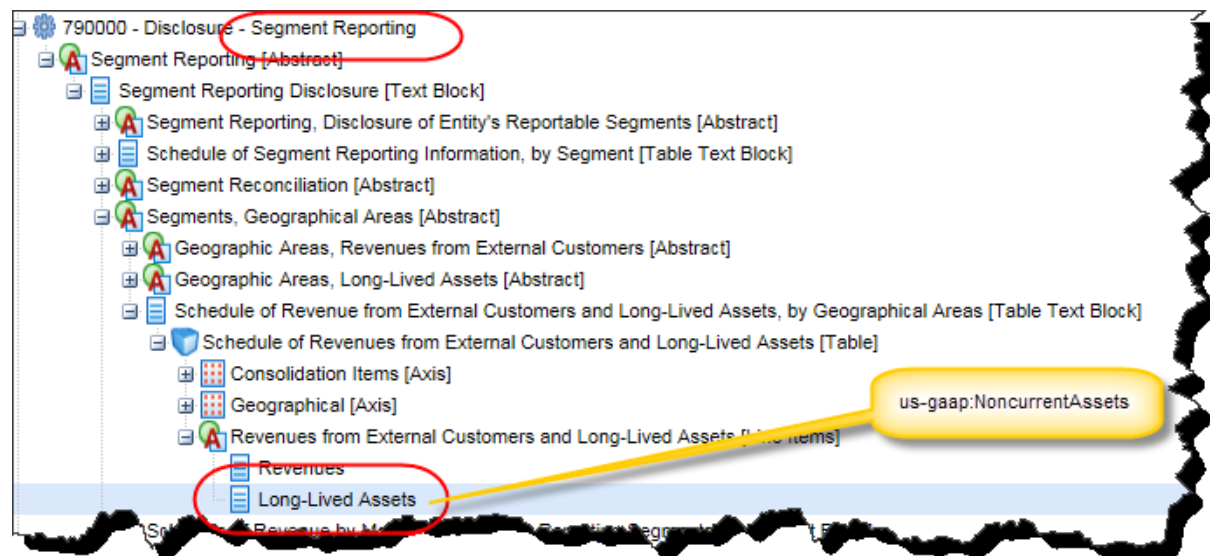 790000 - Disclosure - Segment Reporting
Segment Reporting [Abstract]
Segment Reporting Disclosure [Text Block]
Segment Reporting, Disclosure of Entity's Reportable Segments [Abstract]
Schedule of Segment Reporting Information, by Segment [Table Text Block]
Segment Reconciliation [Abstract]
Segments, Geographical Areas [Abstract]
Geographic Areas, Revenues from External Customers [Abstract]
Geographic Areas, Long-Lived Assets [Abstract]
Schedule of Revenue from External Customers and Long-Lived Assets, by Geographical Areas [Table Text Block]
Schedule of Revenues from External Customers and Long-Lived Assets [Table]
Consolidation Items [Axis]
Geographical [Axis]
us-gaap:NoncurrentAssets
Revenues from External Customers and Long-Lived Assets [Line Items]
Revenues
Long-Lived Assets
of Revenue by